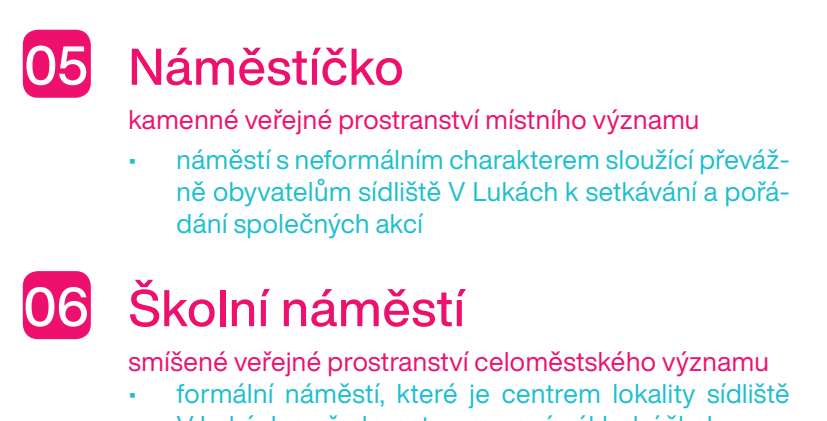 05 Náměstíčko
kamenné veřejné prostranství místního významu
• náměstí s neformálním charakterem sloužící převáž-
ně obyvatelům sídliště V Lukách k setkávání a pořá-
dání společných akcí
06 Školní náměstí
smíšené veřejné prostranství celoměstského významu
• formální náměstí, které je centrem lokality sídliště